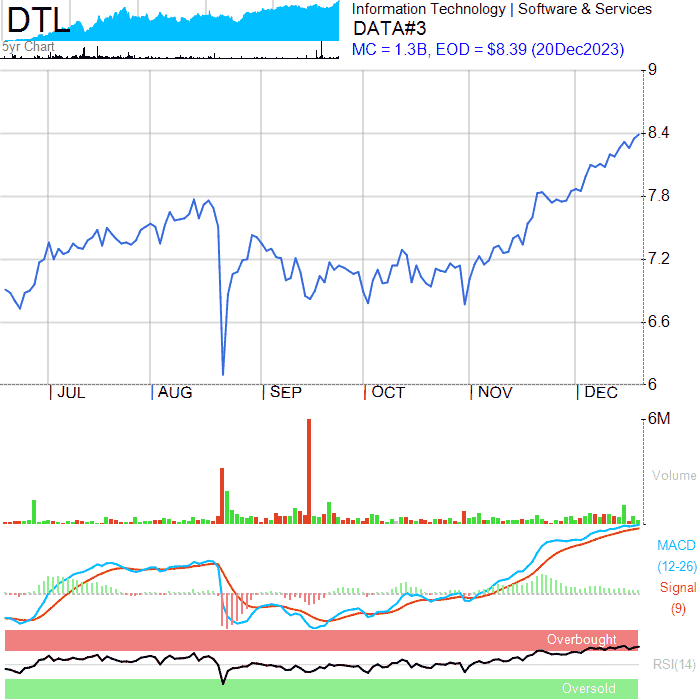 DTL
5yr Chart
Information Technology | Software & Services
DATA#3
MC = 1.3B, EOD = $8.39 (20Dec2023)
9
8.4
7.8
7.2
6.6
6
JUL AUG SEP OCT NOV DEC
6M
Volume
MACD
(12-26)
Signal
(9)
Overbought
RSI(14)
Oversold